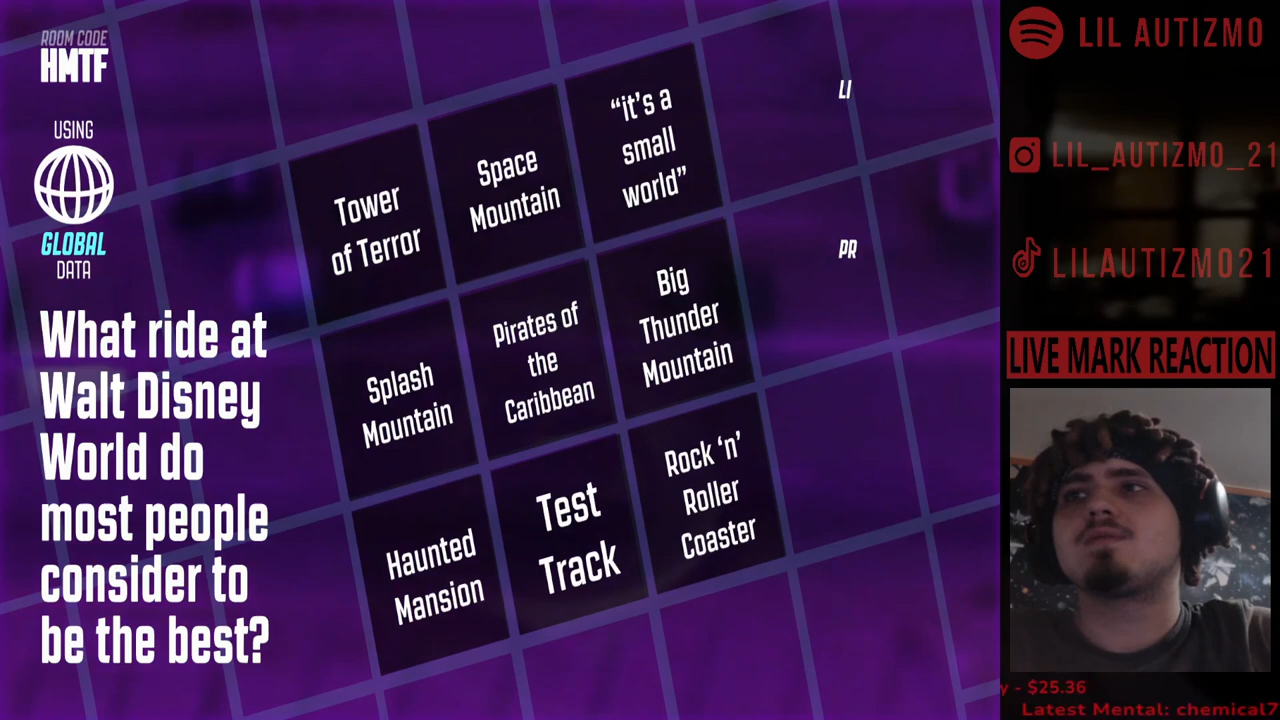 ROOM CODE
HMTF
USING
GLOBAL
DATA
What ride at
Walt Disney
World do
most people
consider to
be the best?
Tower
of Terror
Space
Mountain
“it’s a
small
world”
Splash
Mountain
Pirates of
the
Caribbean
Big
Thunder
Mountain
Haunted
Mansion
Test
Track
Rock ‘n’
Roller
Coaster
LI
PR
LIL AUTIZMO
LIL_AUTIZMO_21
LILAUTIZMO21
LIVE MARK REACTION
y - $25.36
Latest Mental: chemical7